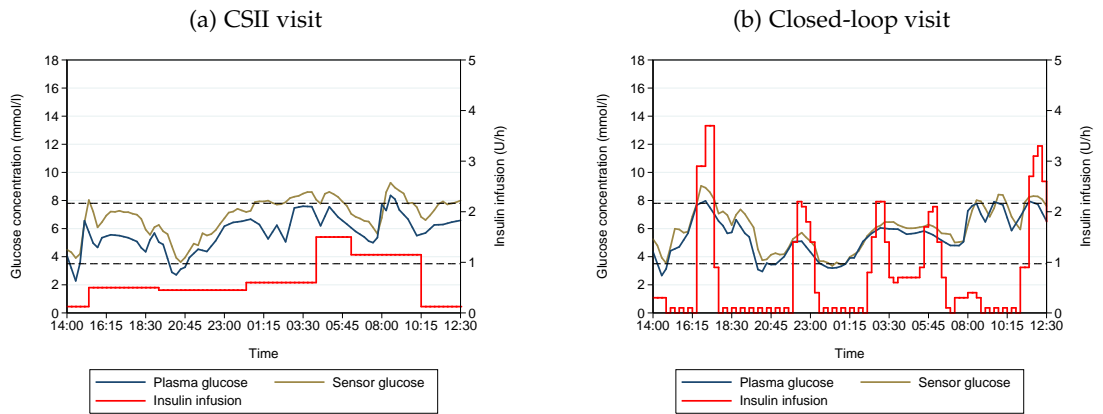 (a) CSII visit
Glucose concentration (mmol/l)
18
16
14
12
10
8
6
4
2
0
5
4
3
2
1
0
Insulin infusion (U/h)
14:00 16:15 18:30 20:45 23:00 01:15 03:30 05:45 08:00 10:15 12:30
Time
Plasma glucose Sensor glucose
Insulin infusion
(b) Closed-loop visit
Glucose concentration (mmol/l)
18
16
14
12
10
8
6
4
2
0
5
4
3
2
1
0
Insulin infusion (U/h)
14:00 16:15 18:30 20:45 23:00 01:15 03:30 05:45 08:00 10:15 12:30
Time
Plasma glucose Sensor glucose
Insulin infusion